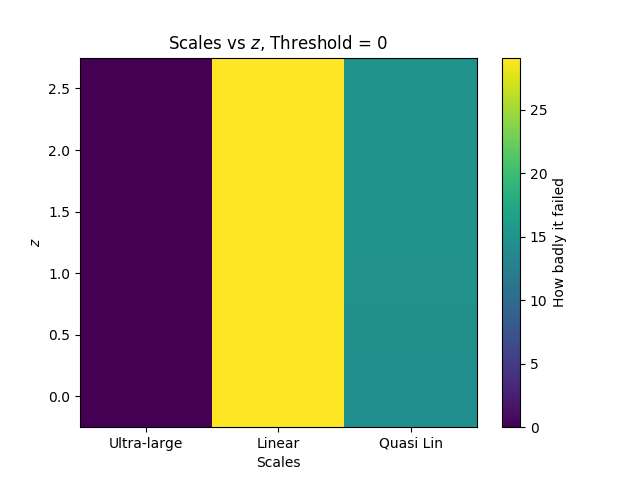 Scales vs z, Threshold = 0
2.5
2.0
1.5
1.0
0.5
0.0
z
Ultra-large Linear Quasi Lin
Scales
25
20
15
10
5
0
How badly it failed